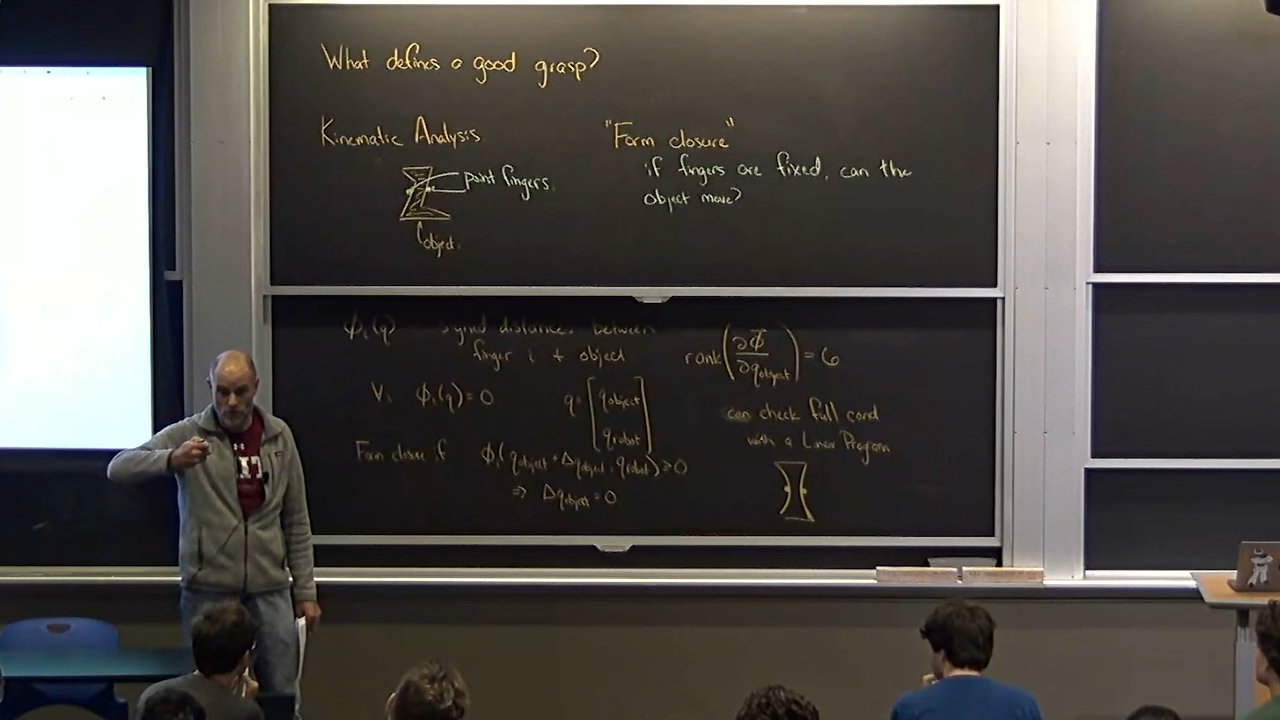 What defines a good grasp?
Kinematic Analysis
point fingers.
object.
"Form closure"
if fingers are fixed, can the
object move?
ϕᵢ(q) signed distance, between
finger i + object
∀ᵢ ϕᵢ(q) = 0
q = [q_object
q_robot]
Form closure if ϕᵢ(q_object + Δq_object, q_robot) ≥ 0
⇒ Δq_object = 0
rank(∂Φ/∂q_object) = 6
can check full cond
with a Linear Program